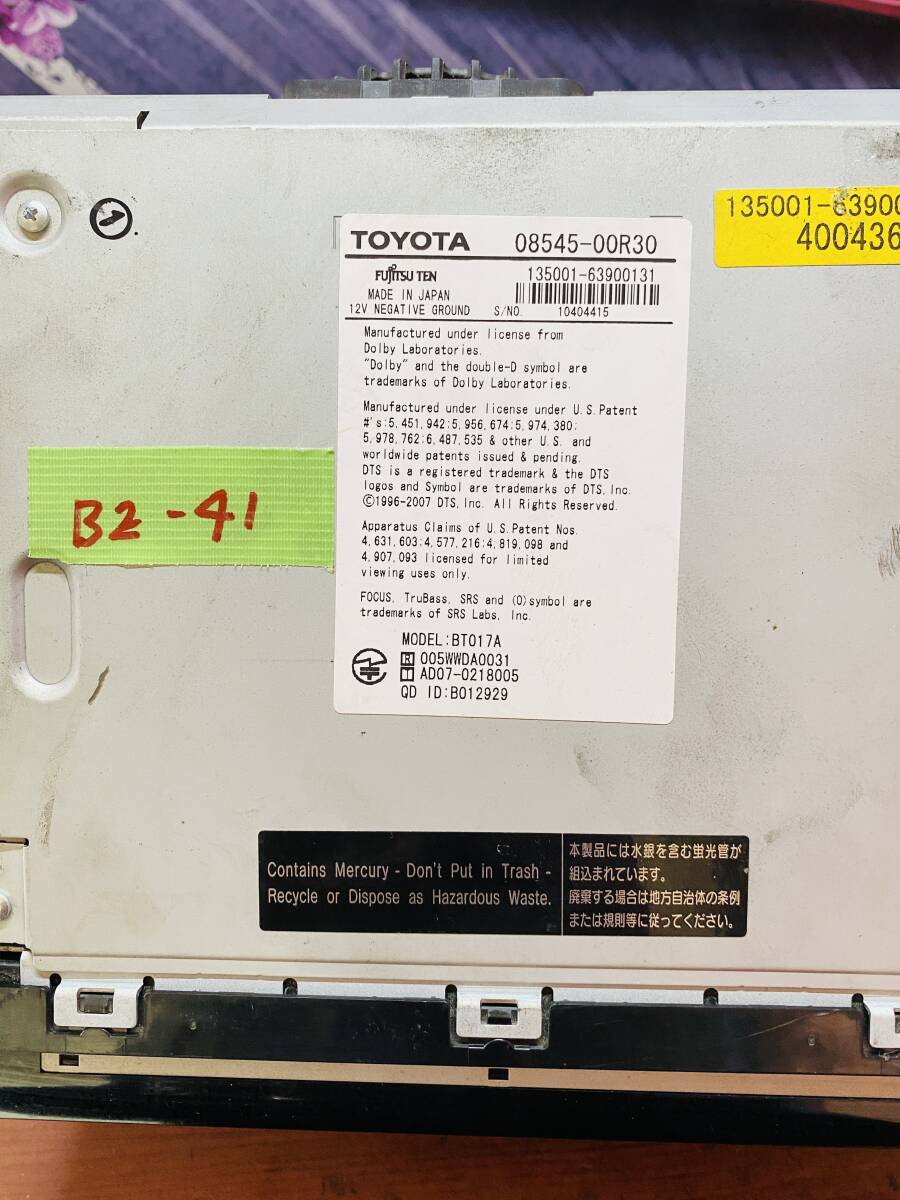 135001-6390
400436
TOYOTA 08545-00R30
FUJITSU TEN 135001-63900131
MADE IN JAPAN
12V NEGATIVE GROUND S/NO. 10404415
Manufactured under license from
Dolby Laboratories.
"Dolby" and the double-D symbol are
trademarks of Dolby Laboratories.
Manufactured under license under U.S.Patent
#'s:5,451,942;5,956,674;5,974,380;
5,978,762;6,487,535 & other U.S. and
worldwide patents issued & pending.
DTS is a registered trademark & the DTS
logos and Symbol are trademarks of DTS,Inc.
©1996-2007 DTS,Inc. All Rights Reserved.
Apparatus Claims of U.S.Patent Nos.
4,631,603;4,577,216;4,819,098 and
4,907,093 licensed for limited
viewing uses only.
FOCUS, TruBass, SRS and (O)symbol are
trademarks of SRS Labs, Inc.
MODEL:BT017A
R 005WWDA0031
T AD07-0218005
QD ID:B012929
B2-41
Contains Mercury - Don't Put in Trash -
Recycle or Dispose as Hazardous Waste.
本製品には水銀を含む蛍光管が
組込まれています。
廃棄する場合は地方自治体の条例
または規則等に従ってください。